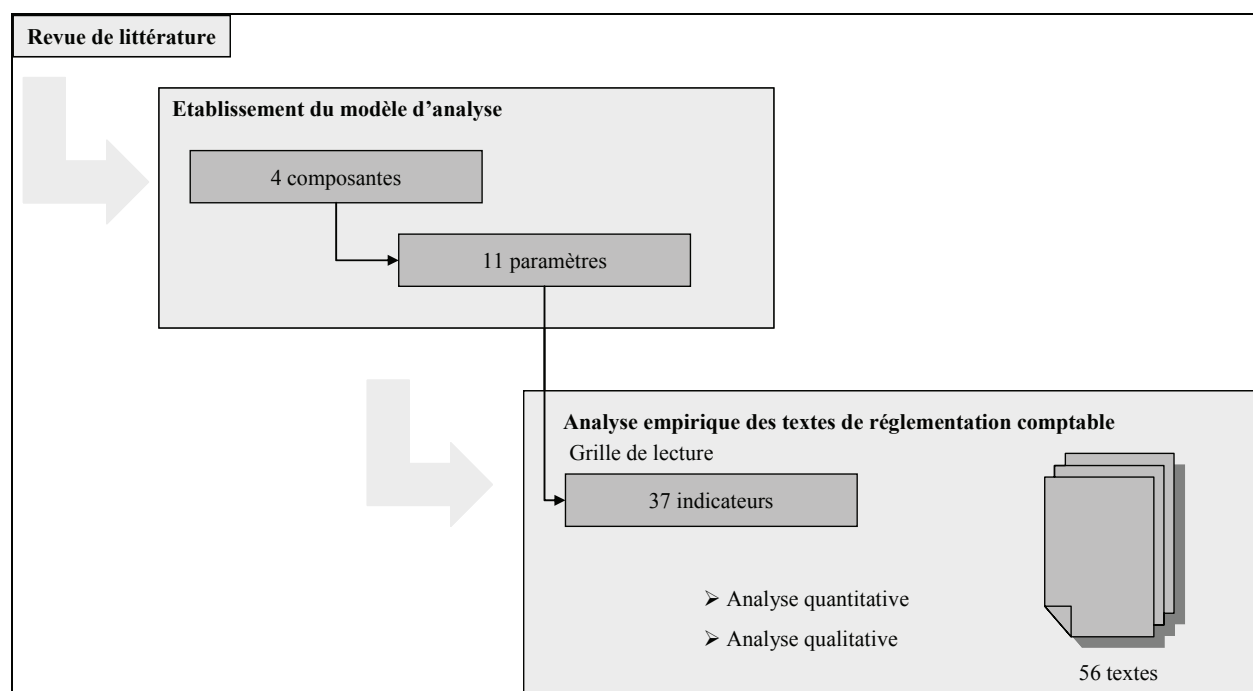 Revue de littérature
Etablissement du modèle d’analyse
4 composantes
11 paramètres
Analyse empirique des textes de réglementation comptable
Grille de lecture
37 indicateurs
➢ Analyse quantitative
➢ Analyse qualitative
56 textes